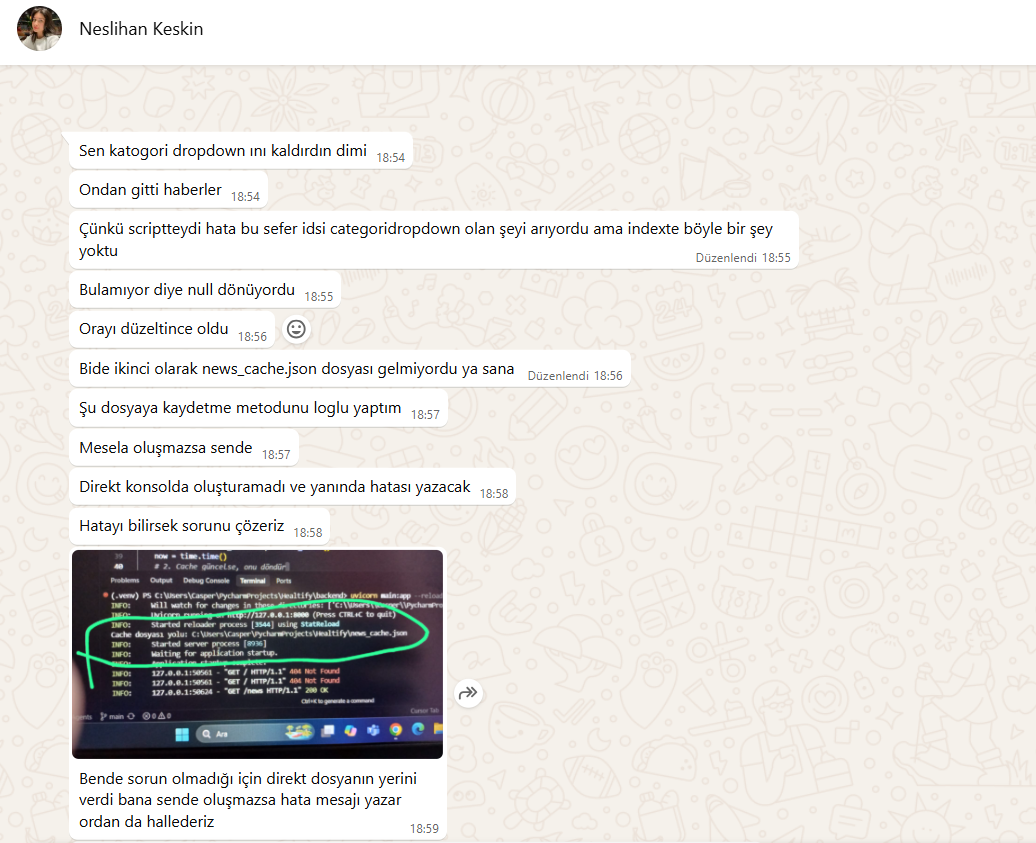 Neslihan Keskin
Sen katogori dropdown ını kaldırdın dimi 18:54
Ondan gitti haberler 18:54
Çünkü scriptteydi hata bu sefer idsi categoridropdown olan şeyi arıyordu ama indexte böyle bir şey
yoktu Düzenlendi 18:55
Bulamıyor diye null dönüyordu 18:55
Orayı düzeltince oldu 18:56
Bide ikinci olarak news_cache.json dosyası gelmiyordu ya sana Düzenlendi 18:56
Şu dosyaya kaydetme metodunu loglu yaptım 18:57
Mesela oluşmazsa sende 18:57
Direkt konsolda oluşturamadı ve yanında hatası yazacak 18:58
Hatayı bilirsek sorunu çözeriz 18:58
39 now = time.time()
40 # 2. Cache güncelse, onu döndür
Problems Output Debug Console Terminal Ports
(.venv) PS C:\Users\Casper\PycharmProjects\Healtify\backend> uvicorn main:app --reload
INFO: Will watch for changes in these directories: ['C:\\Users\\Casper\\PycharmPro
INFO: Uvicorn running on http://127.0.0.1:8000 (Press CTRL+C to quit)
INFO: Started reloader process [3544] using StatReload
Cache dosyası yolu: C:\Users\Casper\PycharmProjects\Healtify\news_cache.json
INFO: Started server process [8936]
INFO: Waiting for application startup.
INFO: Application startup complete.
INFO: 127.0.0.1:50561 - "GET / HTTP/1.1" 404 Not Found
INFO: 127.0.0.1:50561 - "GET / HTTP/1.1" 404 Not Found
INFO: 127.0.0.1:50624 - "GET /news HTTP/1.1" 200 OK
Ctrl+K to generate a command
main 0 0 Cursor Tab
Ara
Bende sorun olmadığı için direkt dosyanın yerini
verdi bana sende oluşmazsa hata mesajı yazar
ordan da hallederiz 18:59